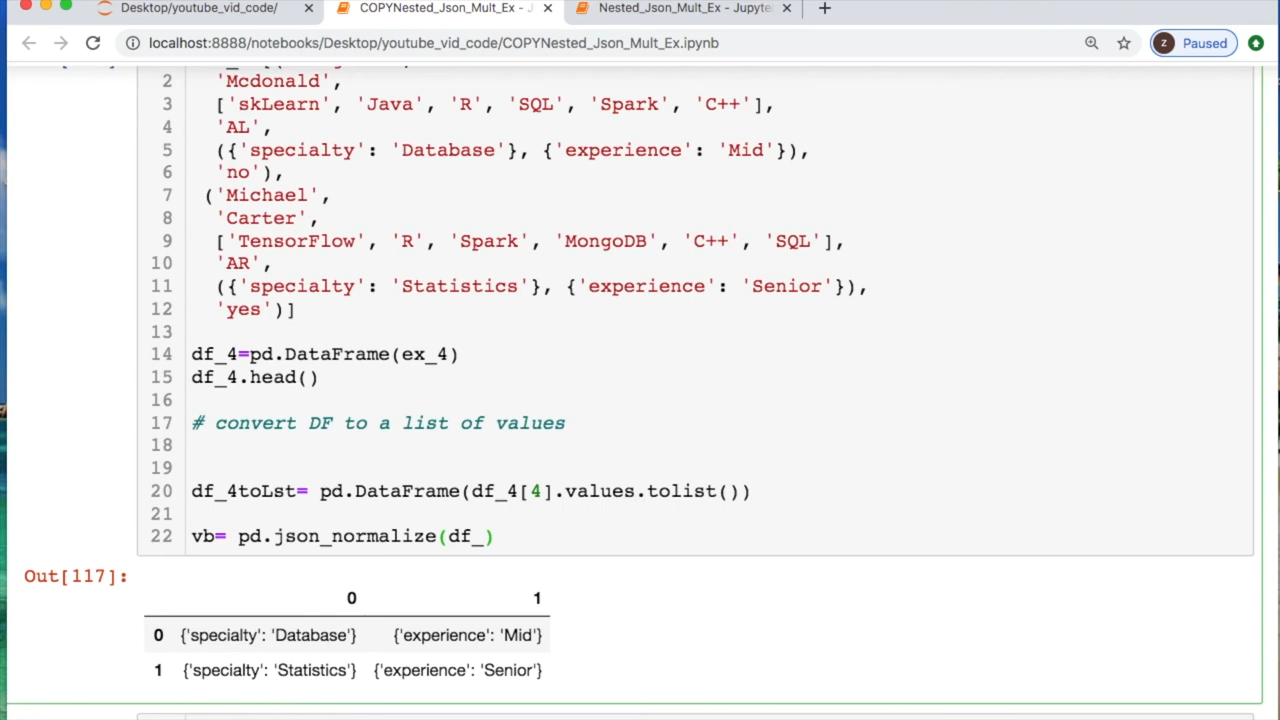 Desktop/youtube_vid_code/ × COPYNested_Json_Mult_Ex - J × Nested_Json_Mult_Ex - Jupyte × +
localhost:8888/notebooks/Desktop/youtube_vid_code/COPYNested_Json_Mult_Ex.ipynb Z Paused
2 'Mcdonald',
3 ['skLearn', 'Java', 'R', 'SQL', 'Spark', 'C++'],
4 'AL',
5 ({'specialty': 'Database'}, {'experience': 'Mid'}),
6 'no'),
7 ('Michael',
8 'Carter',
9 ['TensorFlow', 'R', 'Spark', 'MongoDB', 'C++', 'SQL'],
10 'AR',
11 ({'specialty': 'Statistics'}, {'experience': 'Senior'}),
12 'yes')]
13
14 df_4=pd.DataFrame(ex_4)
15 df_4.head()
16
17 # convert DF to a list of values
18
19
20 df_4toLst= pd.DataFrame(df_4[4].values.tolist())
21
22 vb= pd.json_normalize(df_)
Out[117]:
0 1
0 {'specialty': 'Database'} {'experience': 'Mid'}
1 {'specialty': 'Statistics'} {'experience': 'Senior'}